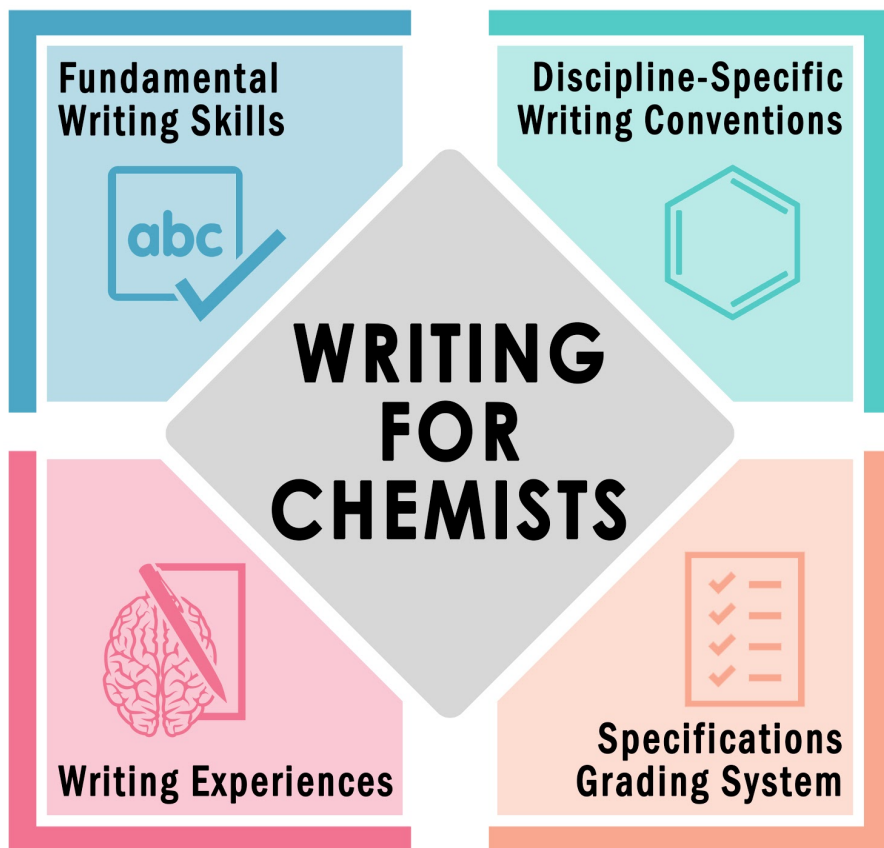 Fundamental
Writing Skills
abc
Discipline-Specific
Writing Conventions
WRITING
FOR
CHEMISTS
Writing Experiences
Specifications
Grading System